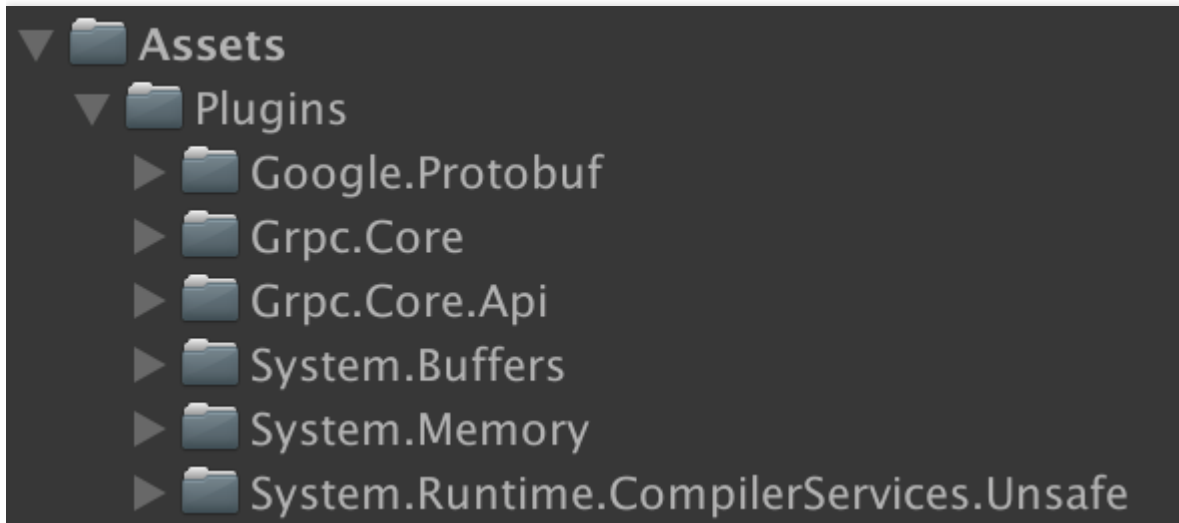 Assets
Plugins
Google.Protobuf
Grpc.Core
Grpc.Core.Api
System.Buffers
System.Memory
System.Runtime.CompilerServices.Unsafe